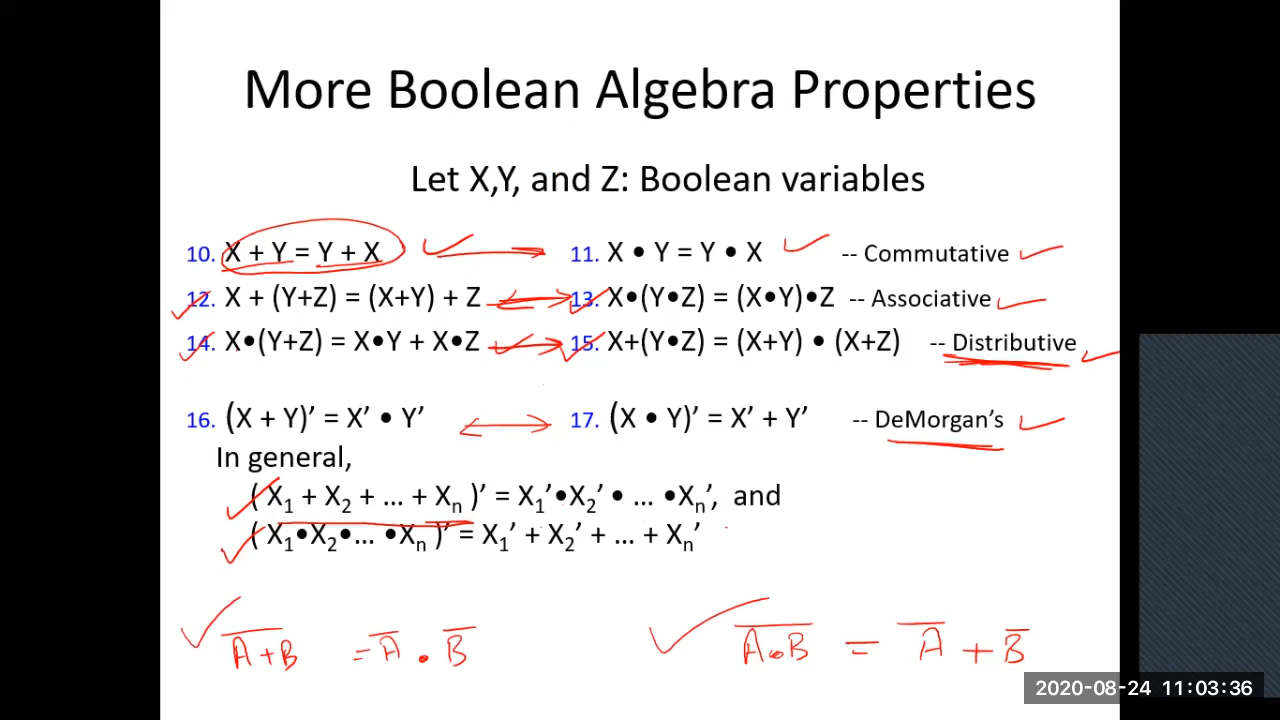 More Boolean Algebra Properties
Let X,Y, and Z: Boolean variables
10. X + Y = Y + X 11. X • Y = Y • X -- Commutative
12. X + (Y+Z) = (X+Y) + Z 13. X•(Y•Z) = (X•Y)•Z -- Associative
14. X•(Y+Z) = X•Y + X•Z 15. X+(Y•Z) = (X+Y) • (X+Z) -- Distributive
16. (X + Y)’ = X’ • Y’ 17. (X • Y)’ = X’ + Y’ -- DeMorgan’s
In general,
( X₁ + X₂ + … + Xₙ )’ = X₁’•X₂’ • … •Xₙ’, and
( X₁•X₂•… •Xₙ )’ = X₁’ + X₂’ + … + Xₙ’
A̅+̅B̅ = A̅ • B̅ A̅•̅B̅ = A̅ + B̅
2020-08-24 11:03:36